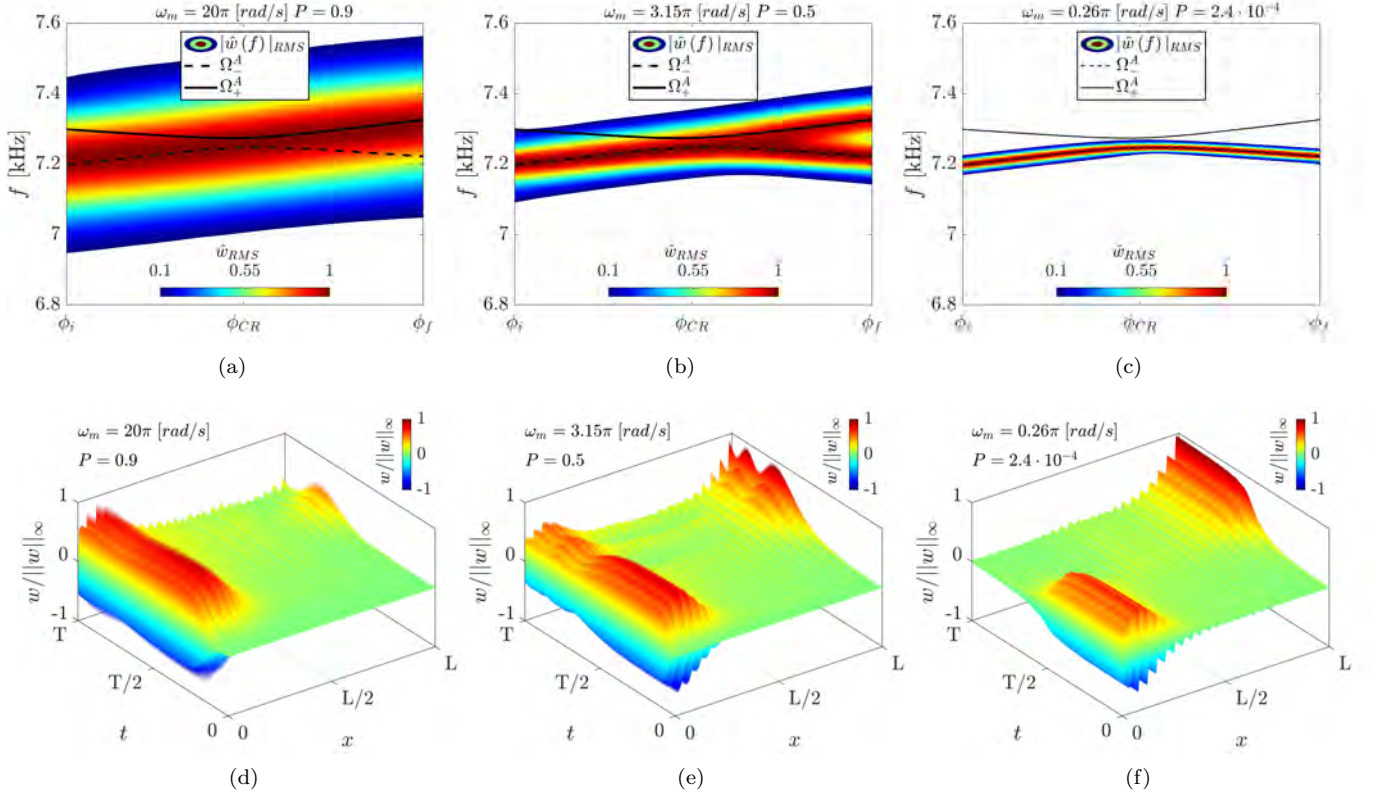 ω_m = 20π [rad/s] P = 0.9
7.6
7.4
7.2
7
6.8
f [kHz]
|ŵ (f) |_RMS
Ω_-^A
Ω_+^A
ŵ_RMS
0.1 0.55 1
ϕ_i ϕ_CR ϕ_f
(a)
ω_m = 3.15π [rad/s] P = 0.5
7.6
7.4
7.2
7
6.8
f [kHz]
|ŵ (f) |_RMS
Ω_-^A
Ω_+^A
ŵ_RMS
0.1 0.55 1
ϕ_i ϕ_CR ϕ_f
(b)
ω_m = 0.26π [rad/s] P = 2.4 · 10^-4
7.6
7.4
7.2
7
6.8
f [kHz]
|ŵ (f) |_RMS
Ω_-^A
Ω_+^A
ŵ_RMS
0.1 0.55 1
ϕ_i ϕ_CR ϕ_f
(c)
ω_m = 20π [rad/s]
P = 0.9
w/||w||_∞
1
0
-1
w/||w||_∞
1
0
-1
T
T/2
0
t
0
L/2
L
x
(d)
ω_m = 3.15π [rad/s]
P = 0.5
w/||w||_∞
1
0
-1
w/||w||_∞
1
0
-1
T
T/2
0
t
0
L/2
L
x
(e)
ω_m = 0.26π [rad/s]
P = 2.4 · 10^-4
w/||w||_∞
1
0
-1
w/||w||_∞
1
0
-1
T
T/2
0
t
0
L/2
L
x
(f)